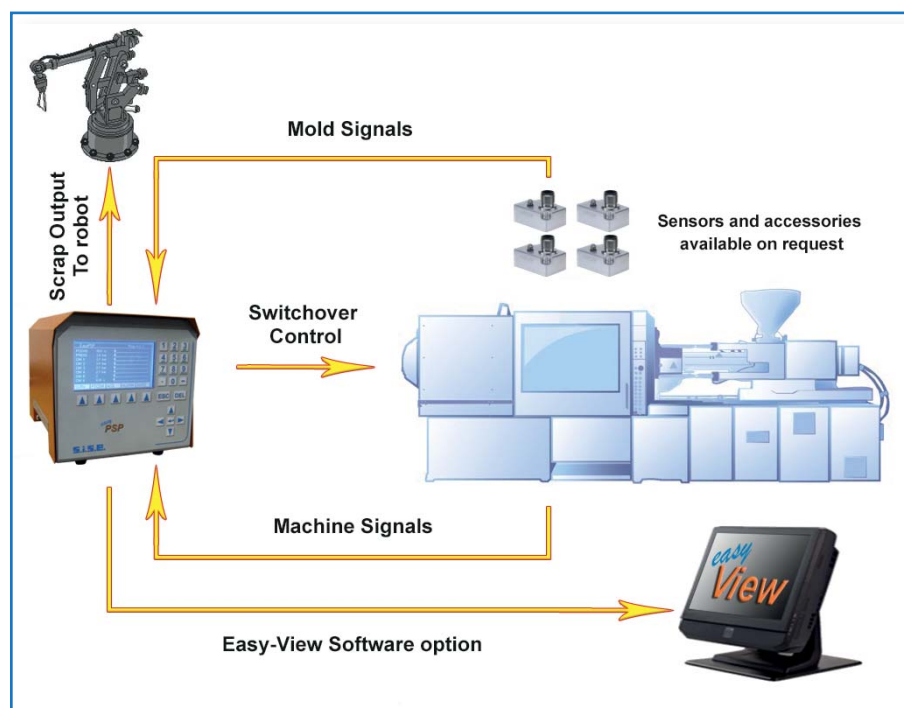 Mold Signals
Scrap Output
To robot
Sensors and accessories
available on request
Switchover
Control
ESC DEL
PSP
S.I.S.E.
Machine Signals
easy
View
Easy-View Software option